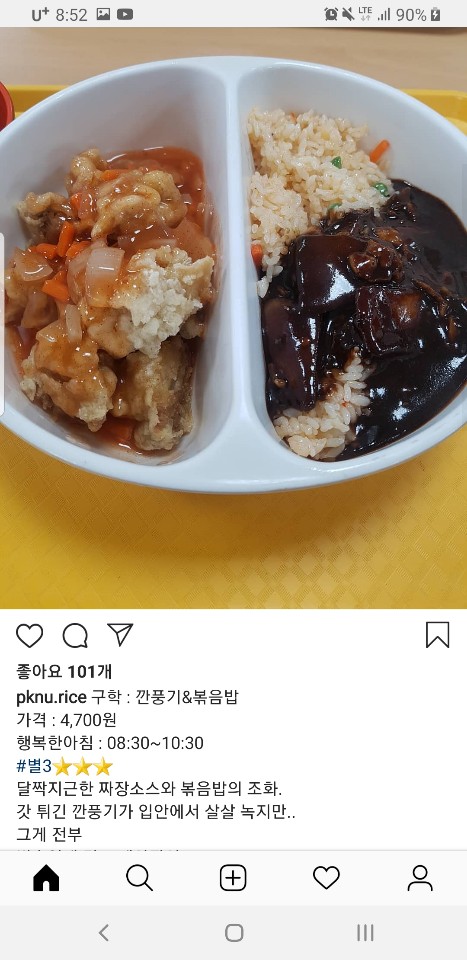 U+ 8:52 LTE 90%
좋아요 101개
pknu.rice 구학 : 깐풍기&볶음밥
가격 : 4,700원
행복한아침 : 08:30~10:30
#별3⭐⭐⭐
달짝지근한 짜장소스와 볶음밥의 조화.
갓 튀긴 깐풍기가 입안에서 살살 녹지만..
그게 전부